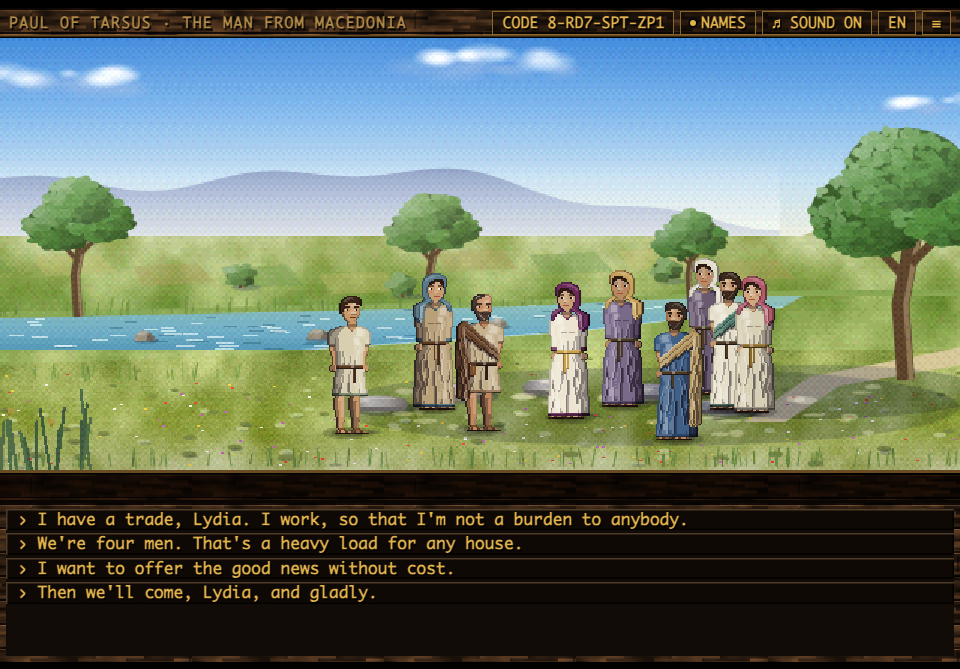 PAUL OF TARSUS · THE MAN FROM MACEDONIA
CODE 8-RD7-SPT-ZP1
• NAMES
♬ SOUND ON
EN
≡
› I have a trade, Lydia. I work, so that I'm not a burden to anybody.
› We're four men. That's a heavy load for any house.
› I want to offer the good news without cost.
› Then we'll come, Lydia, and gladly.